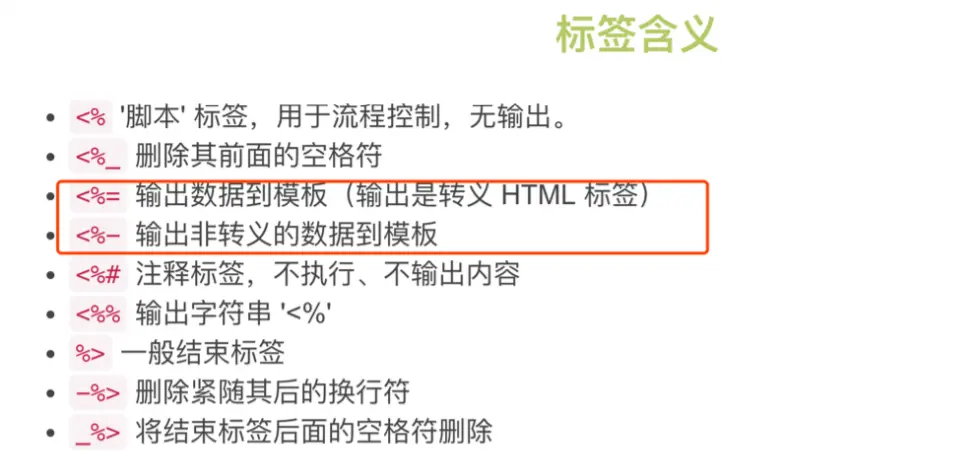 标签含义
<% '脚本' 标签，用于流程控制，无输出。
<%_ 删除其前面的空格符
<%= 输出数据到模板（输出是转义 HTML 标签）
<%- 输出非转义的数据到模板
<%# 注释标签，不执行、不输出内容
<%% 输出字符串 '<%'
%> 一般结束标签
-%> 删除紧随其后的换行符
_%> 将结束标签后面的空格符删除